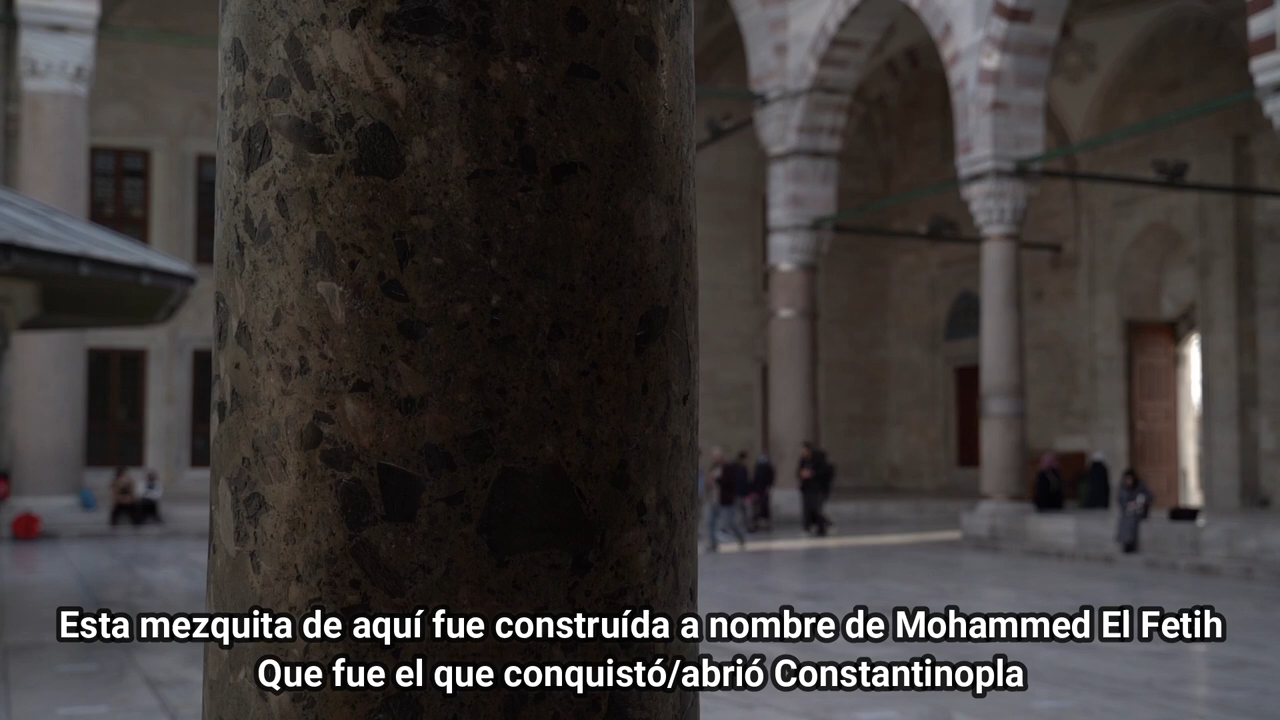 Esta mezquita de aquí fue construída a nombre de Mohammed El Fetih
Que fue el que conquistó/abrió Constantinopla